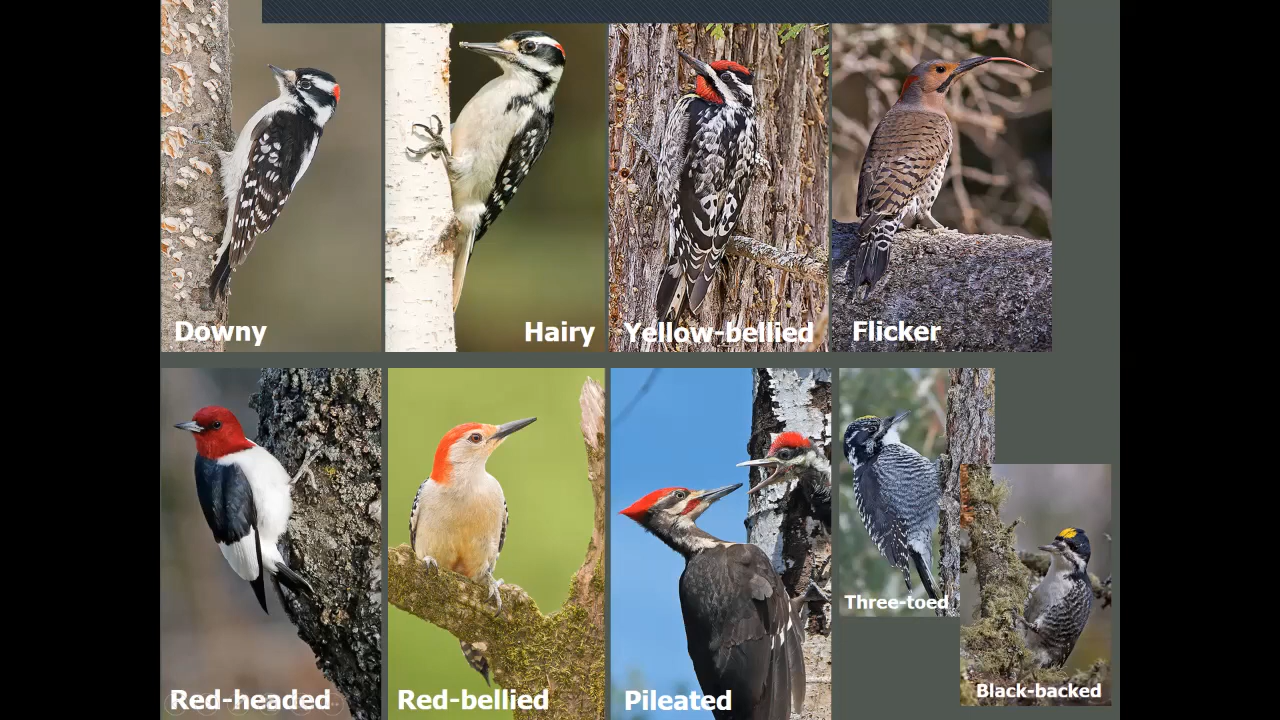 Downy
Hairy
Yellow-bellied
Flicker
Red-headed
Red-bellied
Pileated
Three-toed
Black-backed